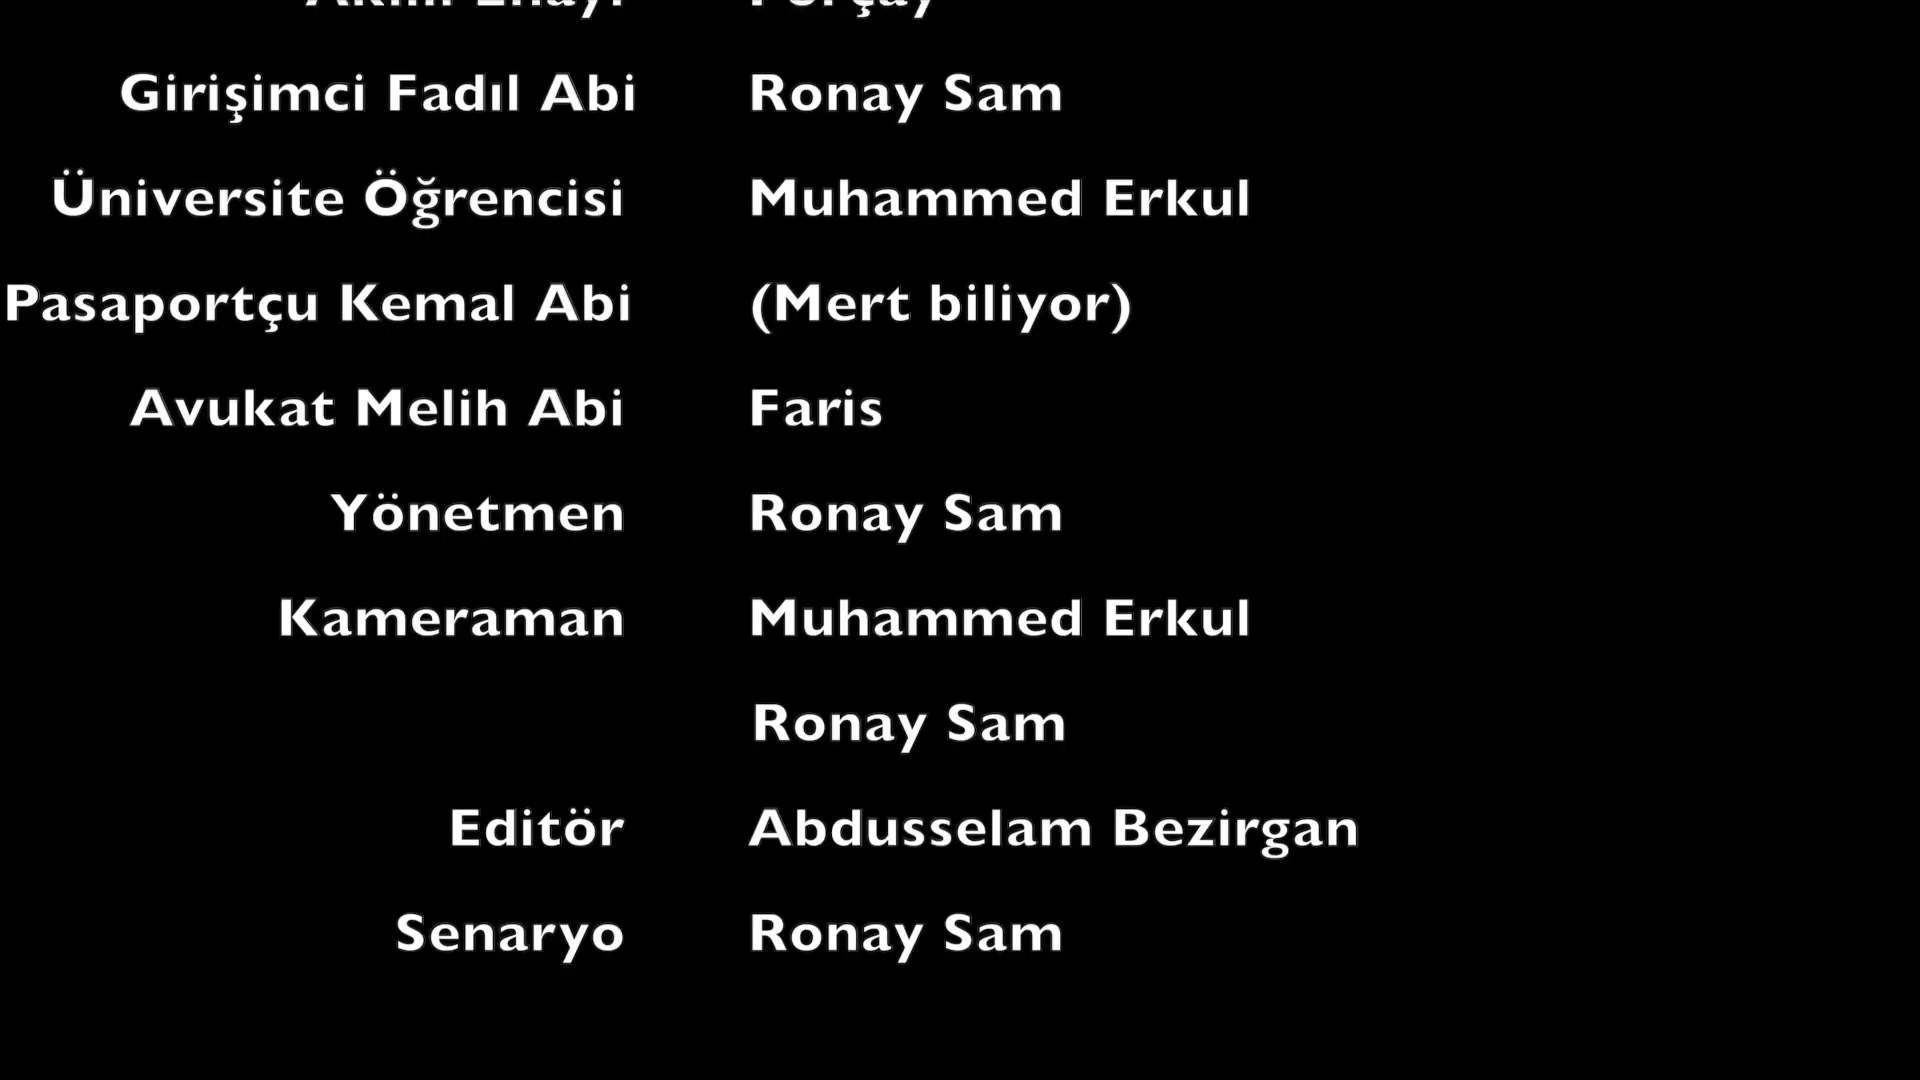 Girişimci Fadıl Abi Ronay Sam
Üniversite Öğrencisi Muhammed Erkul
Pasaportçu Kemal Abi (Mert biliyor)
Avukat Melih Abi Faris
Yönetmen Ronay Sam
Kameraman Muhammed Erkul
Ronay Sam
Editör Abdusselam Bezirgan
Senaryo Ronay Sam